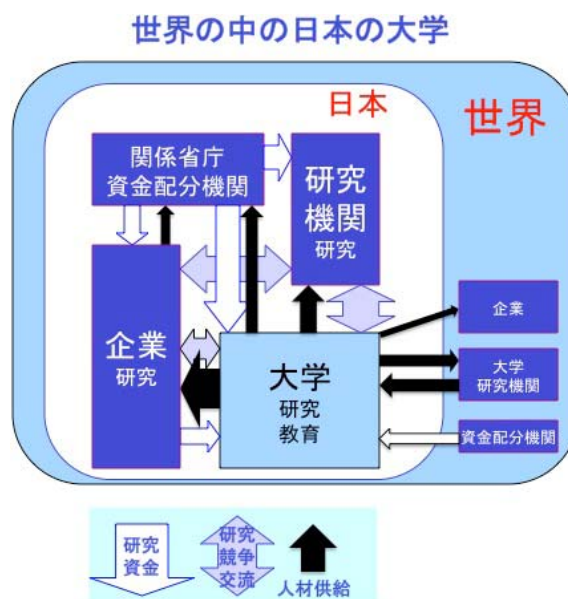 世界の中の日本の大学
日本
世界
関係省庁
資金配分機関
研究
機関
研究
企業
研究
大学
研究
教育
企業
大学
研究機関
資金配分機関
研究
資金
研究
競争
交流
人材供給